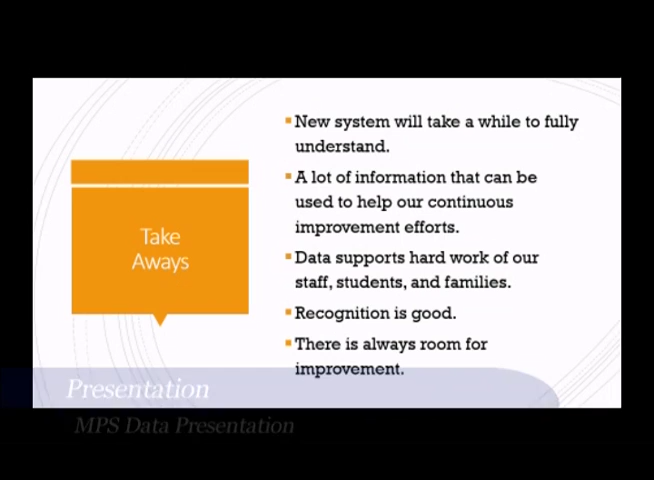 Take
Aways
New system will take a while to fully
understand.
A lot of information that can be
used to help our continuous
improvement efforts.
Data supports hard work of our
staff, students, and families.
Recognition is good.
There is always room for
improvement.
Presentation
MPS Data Presentation